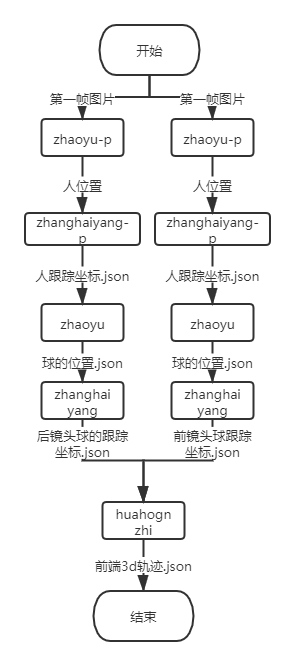 开始
第一帧图片 第一帧图片
zhaoyu-p zhaoyu-p
人位置 人位置
zhanghaiyang- zhanghaiyang-
p p
人跟踪坐标.json 人跟踪坐标.json
zhaoyu zhaoyu
球的位置.json 球的位置.json
zhanghai zhanghai
yang yang
后镜头球的跟踪 前镜头球跟踪
坐标.json 坐标.json
huahogn
zhi
前端3d轨迹.json
结束